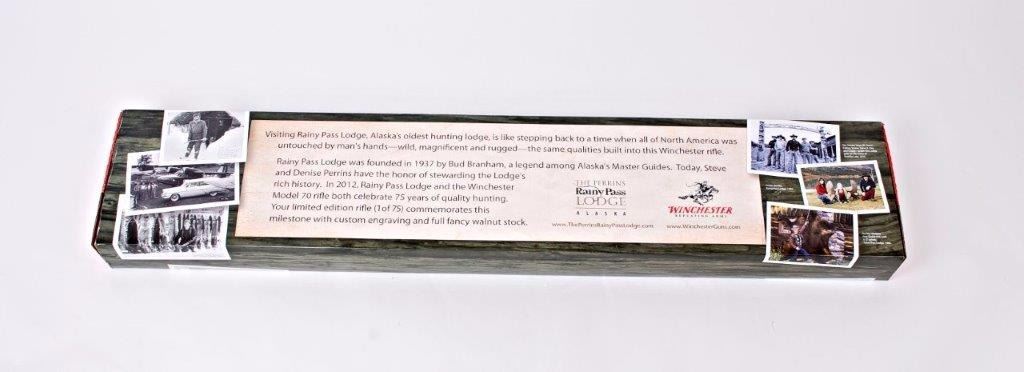 Visiting Rainy Pass Lodge, Alaska's oldest hunting lodge, is like stepping back to a time when all of North America was
untouched by man's hands—wild, magnificent and rugged—the same qualities built into this Winchester rifle.
Rainy Pass Lodge was founded in 1937 by Bud Branham, a legend among Alaska's Master Guides. Today, Steve
and Denise Perrins have the honor of stewarding the Lodge's
rich history. In 2012, Rainy Pass Lodge and the Winchester
Model 70 rifle both celebrate 75 years of quality hunting.
Your limited edition rifle (1of 75) commemorates this
milestone with custom engraving and full fancy walnut stock.
THE PERRINS
Rainy Pass
LODGE
ALASKA
www.ThePerrinsRainyPassLodge.com
WINCHESTER
REPEATING ARMS
www.WinchesterGuns.com